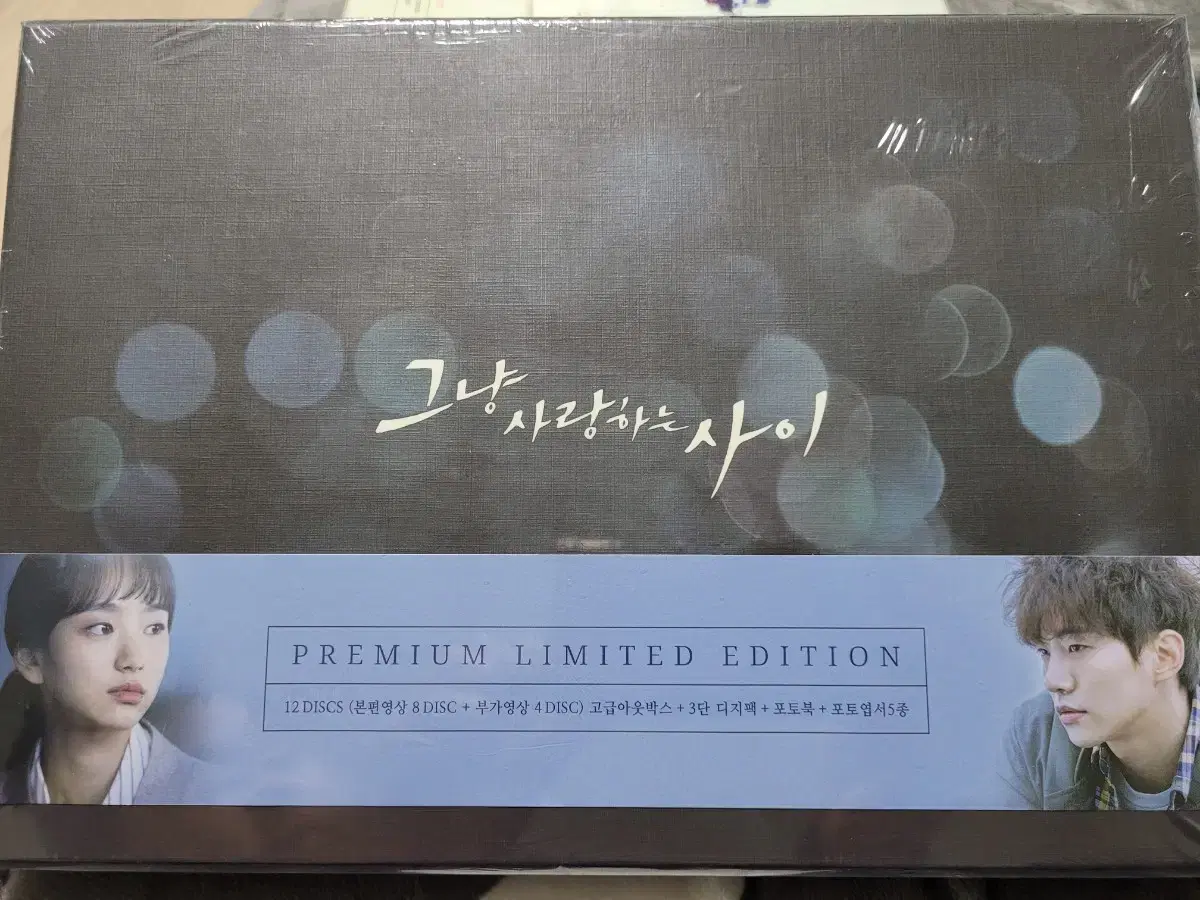 그냥 사랑하는 사이
PREMIUM LIMITED EDITION
12 DISCS (본편영상 8 DISC + 부가영상 4 DISC) 고급아웃박스 + 3단 디지팩 + 포토북 + 포토엽서5종